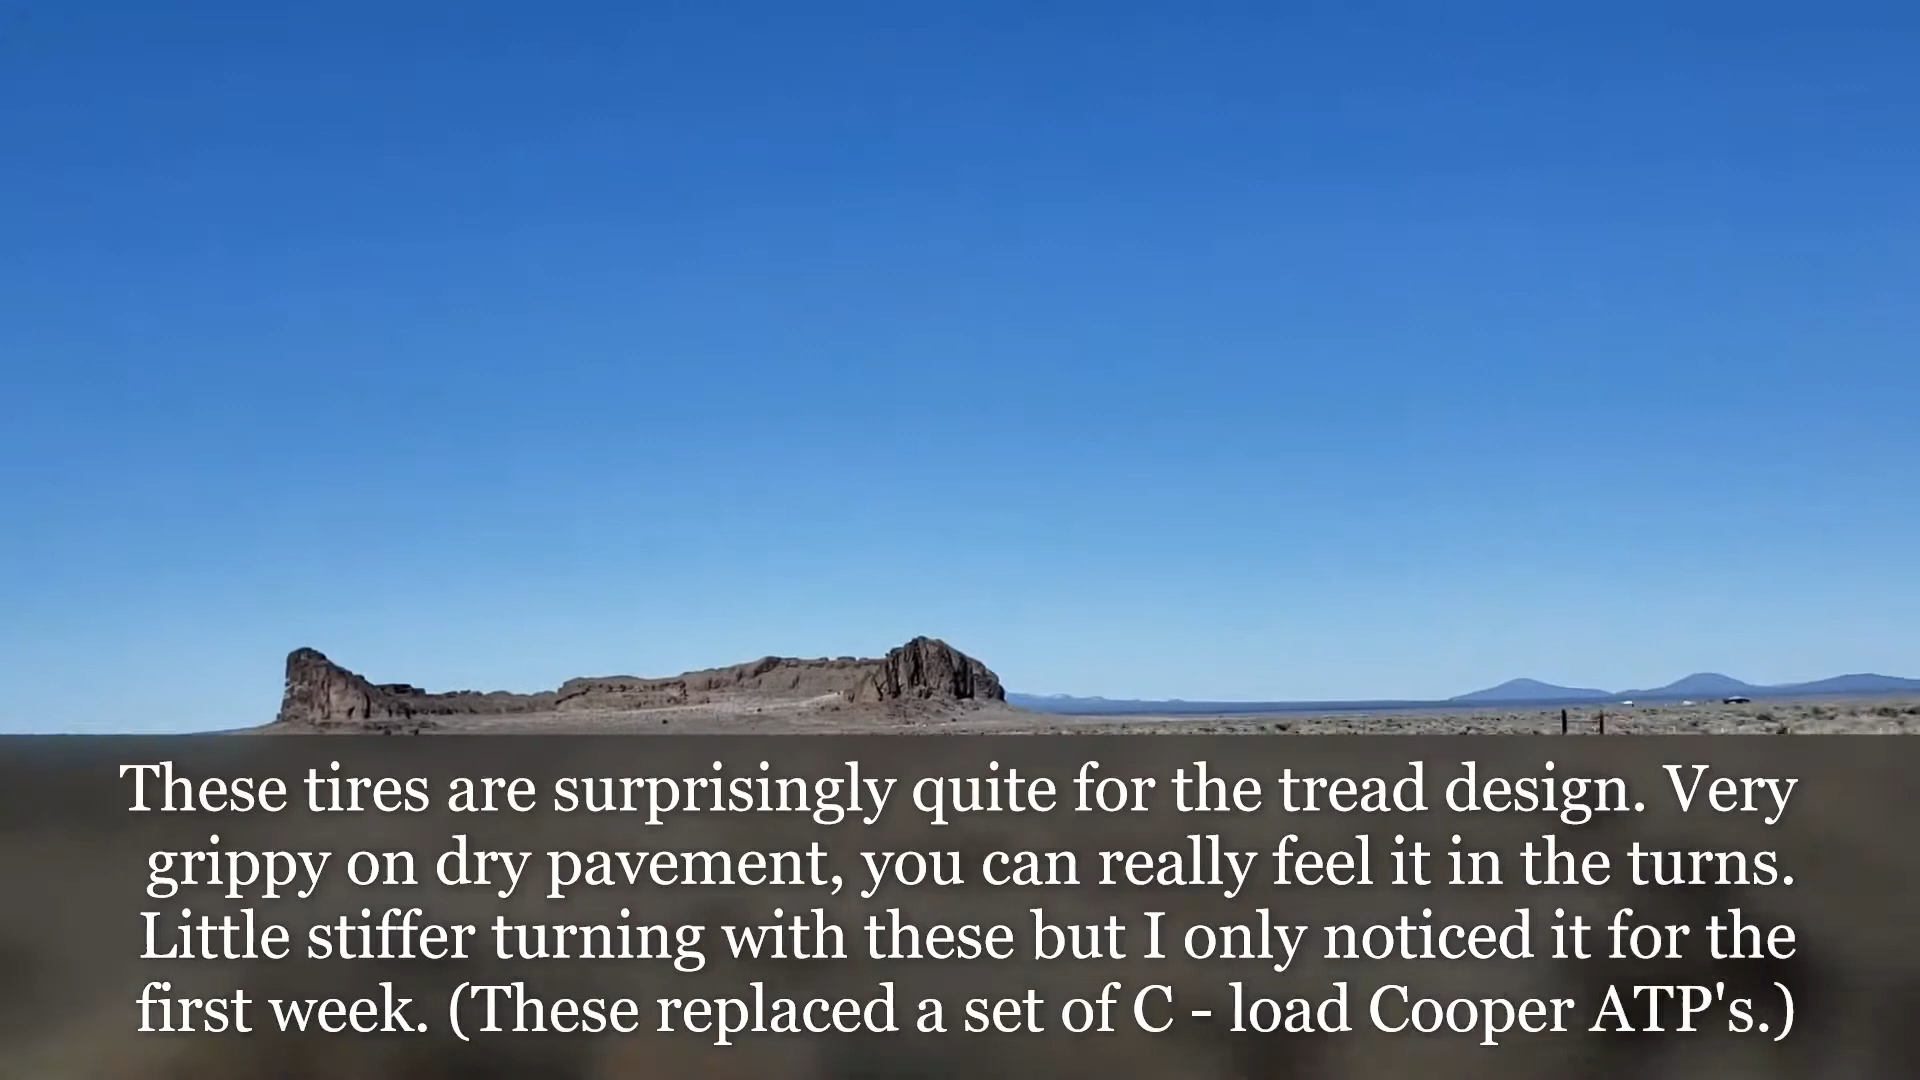 These tires are surprisingly quite for the tread design. Very
grippy on dry pavement, you can really feel it in the turns.
Little stiffer turning with these but I only noticed it for the
first week. (These replaced a set of C - load Cooper ATP's.)